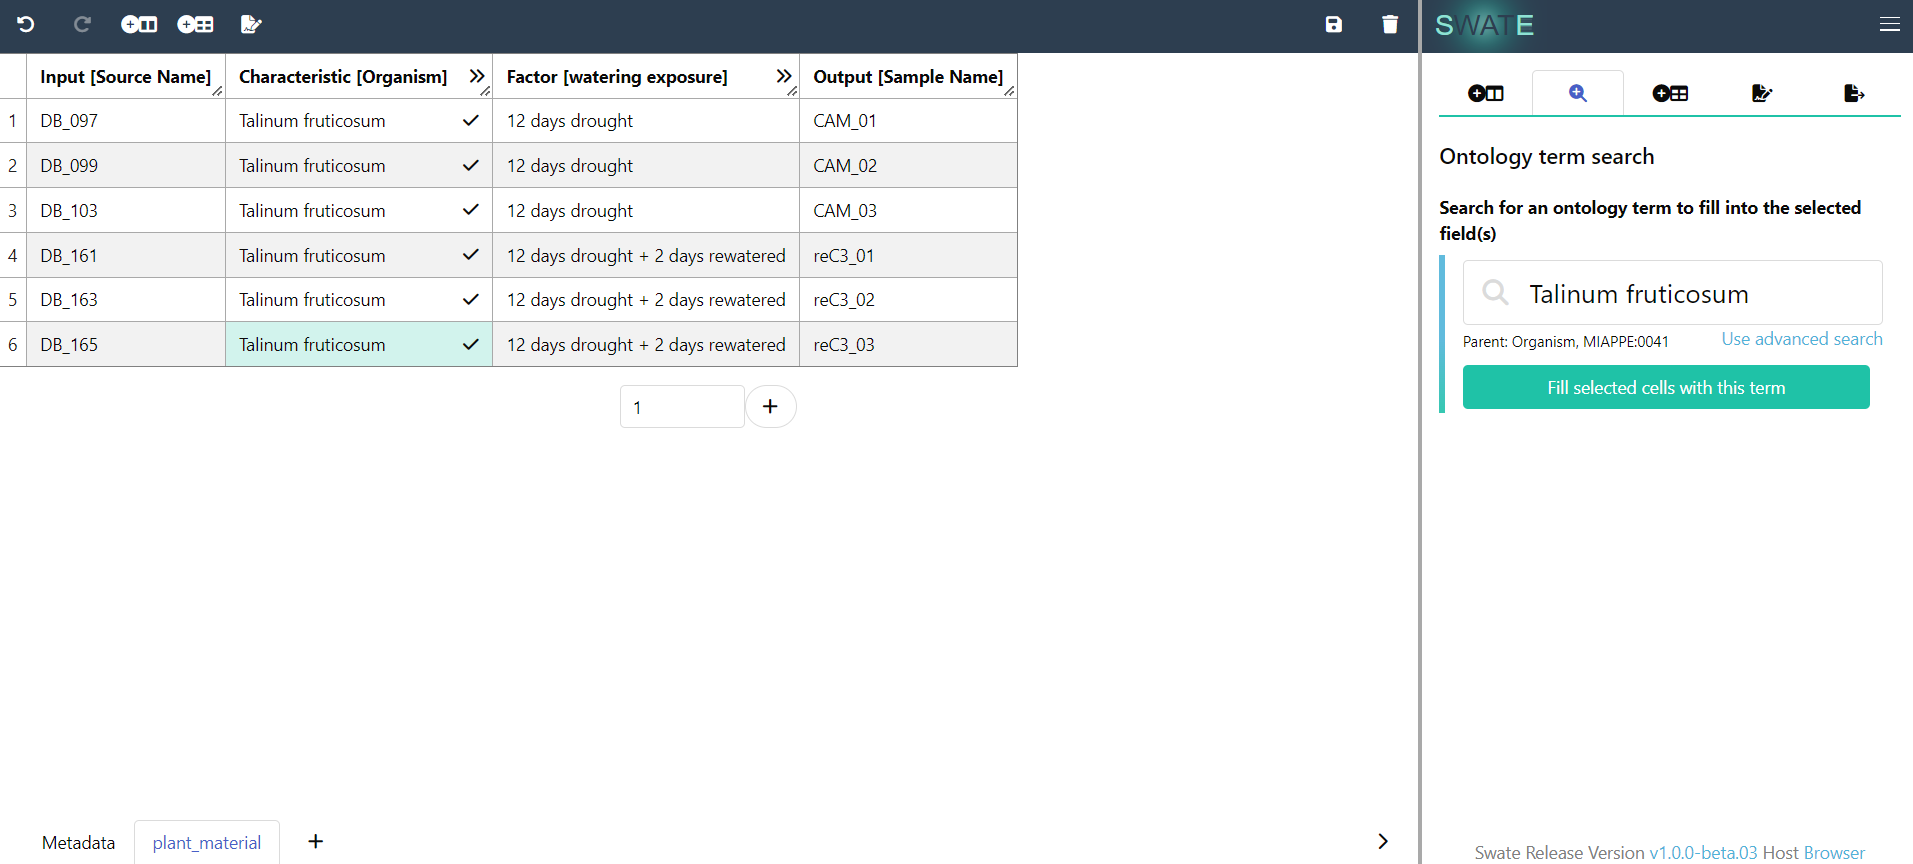 SWATE
Input [Source Name] Characteristic [Organism] Factor [watering exposure] Output [Sample Name]
1 DB_097 Talinum fruticosum 12 days drought CAM_01
2 DB_099 Talinum fruticosum 12 days drought CAM_02
3 DB_103 Talinum fruticosum 12 days drought CAM_03
4 DB_161 Talinum fruticosum 12 days drought + 2 days rewatered reC3_01
5 DB_163 Talinum fruticosum 12 days drought + 2 days rewatered reC3_02
6 DB_165 Talinum fruticosum 12 days drought + 2 days rewatered reC3_03
1
Metadata plant_material
Ontology term search
Search for an ontology term to fill into the selected
field(s)
Talinum fruticosum
Parent: Organism, MIAPPE:0041 Use advanced search
Fill selected cells with this term
Swate Release Version v1.0.0-beta.03 Host Browser